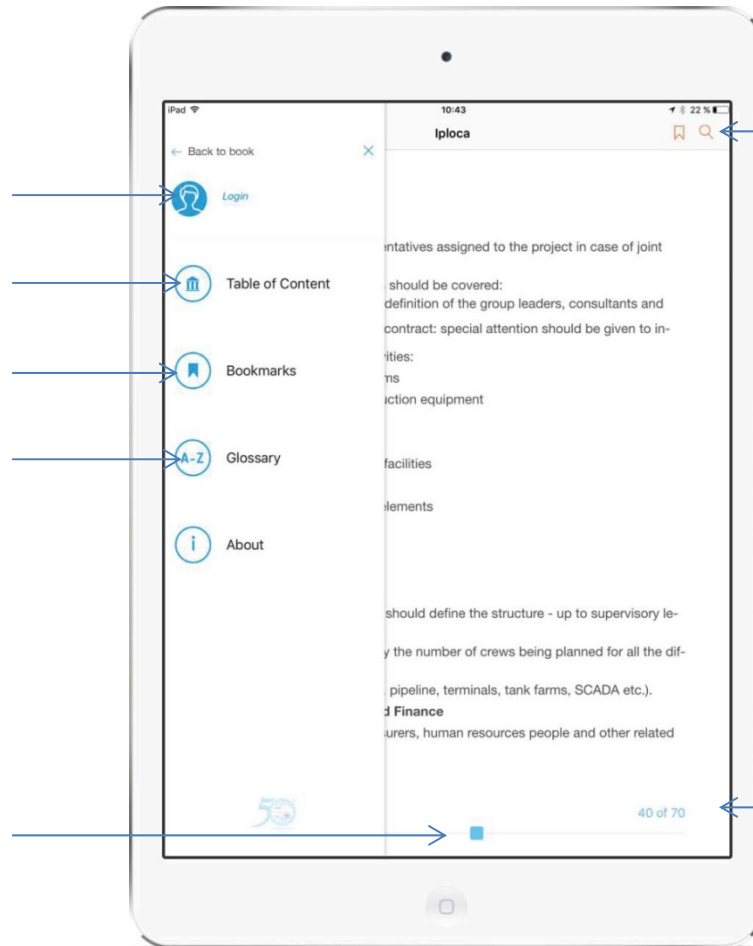 iPad 10:43 22 %
Iploca
← Back to book ×
Login
Table of Content
Bookmarks
A-Z Glossary
i About
entatives assigned to the project in case of joint
should be covered:
definition of the group leaders, consultants and
contract: special attention should be given to in-
ities:
ms
uction equipment
facilities
elements
should define the structure - up to supervisory le-
y the number of crews being planned for all the dif-
pipeline, terminals, tank farms, SCADA etc.).
d Finance
surers, human resources people and other related
50
40 of 70